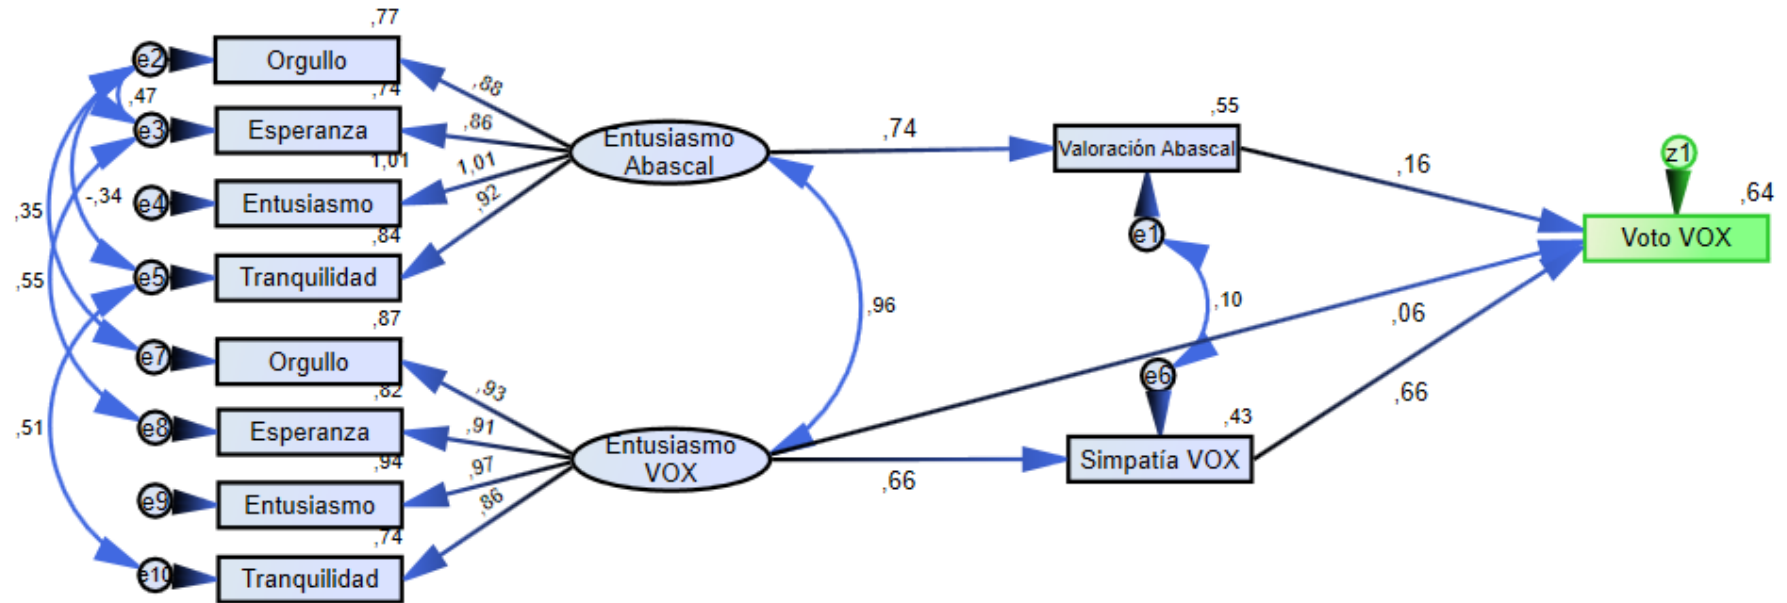 ,77
e2
Orgullo
,88
,47
,74
e3
Esperanza
,86
Entusiasmo
Abascal
,74
,55
Valoración Abascal
,16
z1
,64
Voto VOX
1,01
1,01
e4
Entusiasmo
,92
-,34
,35
,84
e1
e5
Tranquilidad
,55
,96
,10
,06
,87
e7
Orgullo
,93
e6
,66
,82
,51
e8
Esperanza
,91
Entusiasmo
VOX
,66
,43
Simpatía VOX
,94
,97
e9
Entusiasmo
,86
,74
e10
Tranquilidad